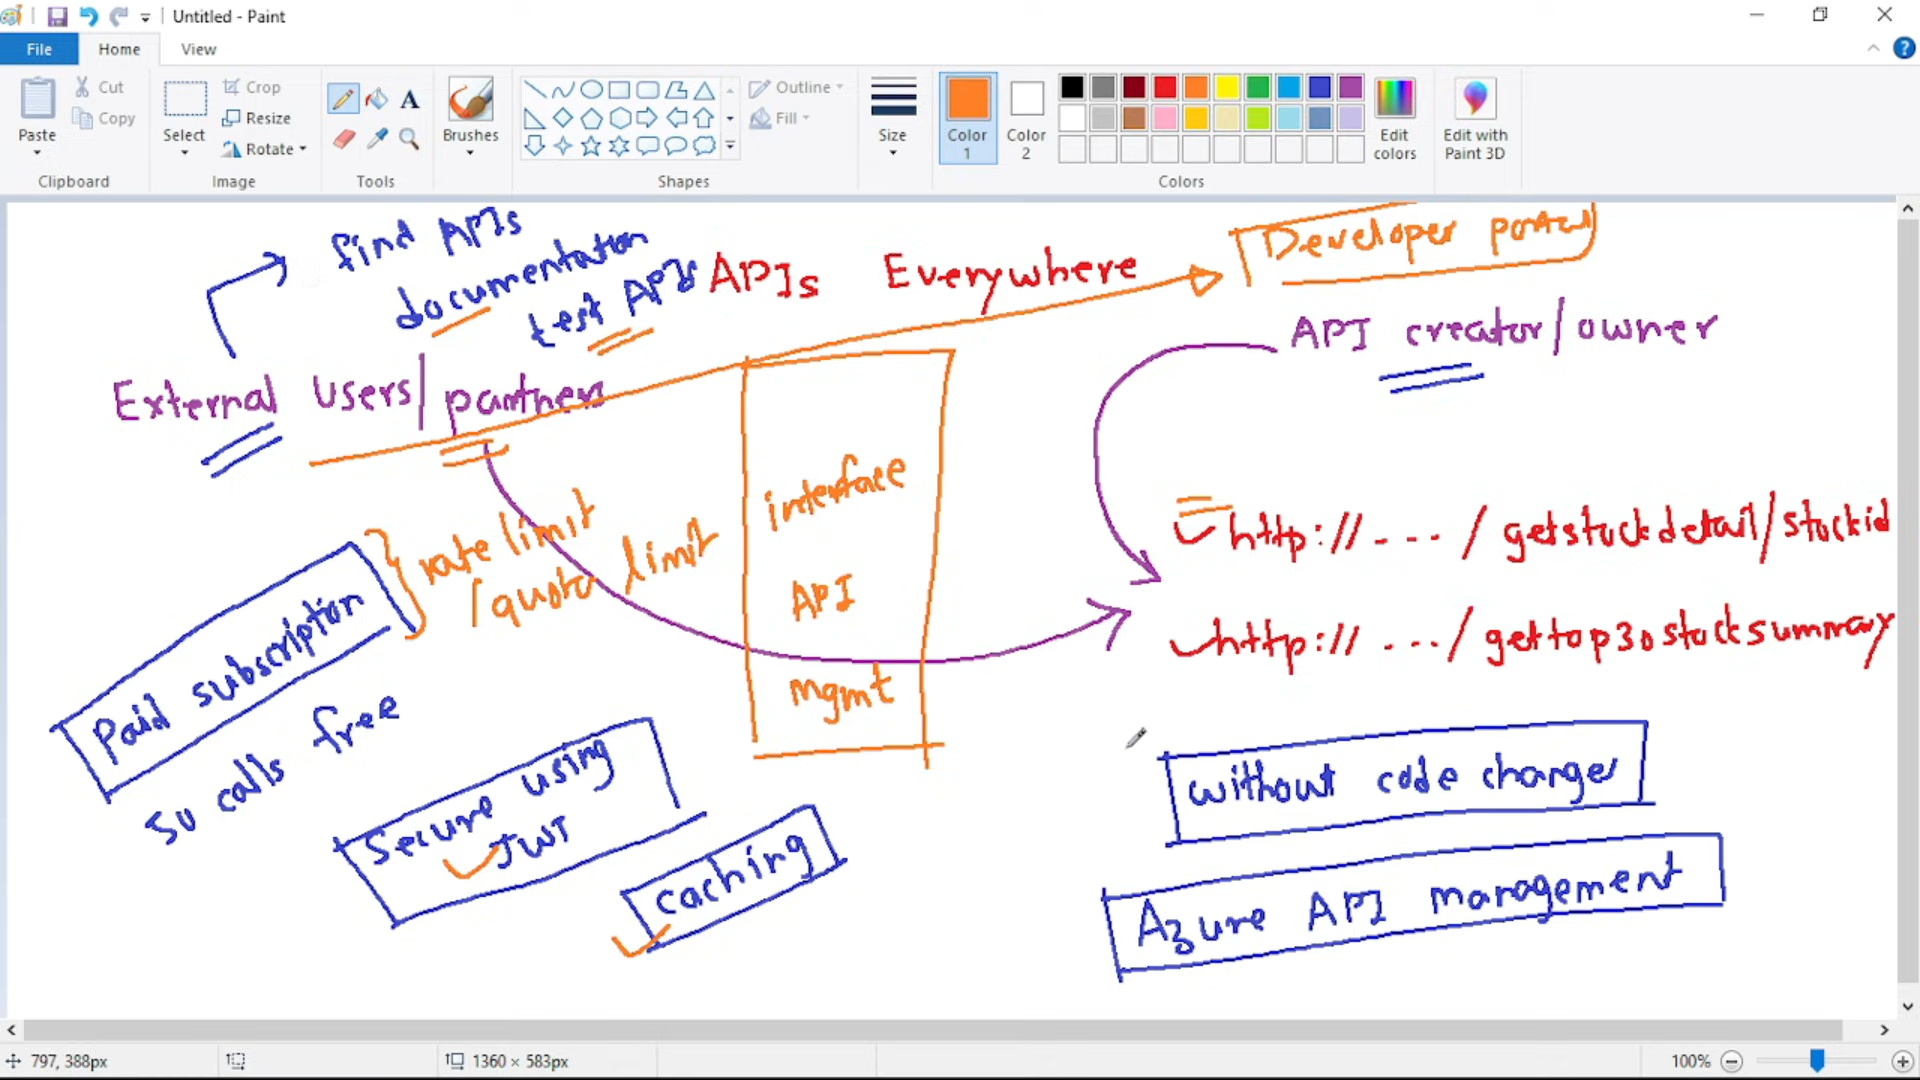 Untitled - Paint
File
Home
View
Paste
Cut
Copy
Clipboard
Select
Crop
Resize
Rotate
Image
Tools
Brushes
Shapes
Outline
Fill
Size
Color 1
Color 2
Colors
Edit colors
Edit with Paint 3D
find APIs
documentation
test APIs
APIs Everywhere
Developer portal
API creator/owner
External users/partners
interface
API
mgmt
rate limit
/quota limit
http:// --- / getstockdetail/stockid
http:// .../ gettop30stocksummary
Paid subscription
50 calls free
Secure using
JWT
caching
without code changes
Azure API management
797, 388px
1360 × 583px
100%